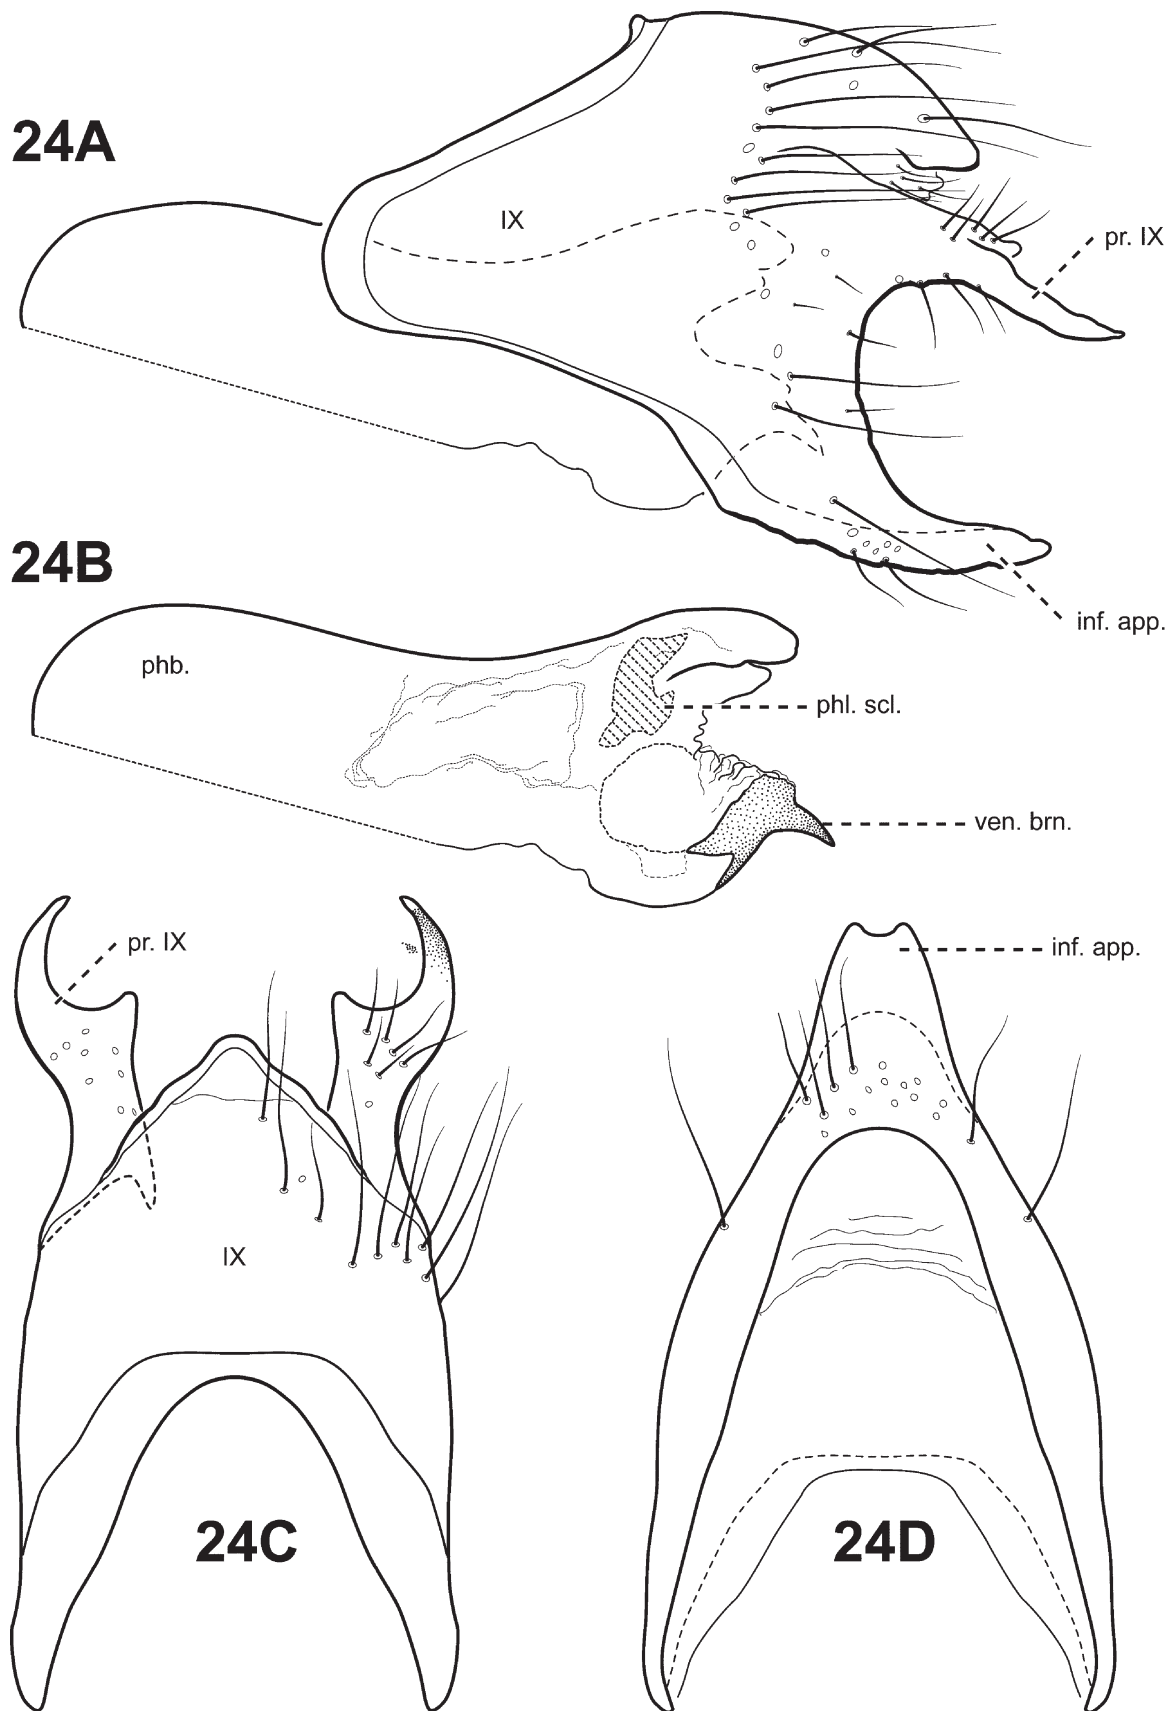 24A
IX
pr. IX
inf. app.
24B
phb.
phl. scl.
ven. brn.
pr. IX
inf. app.
IX
24C
24D